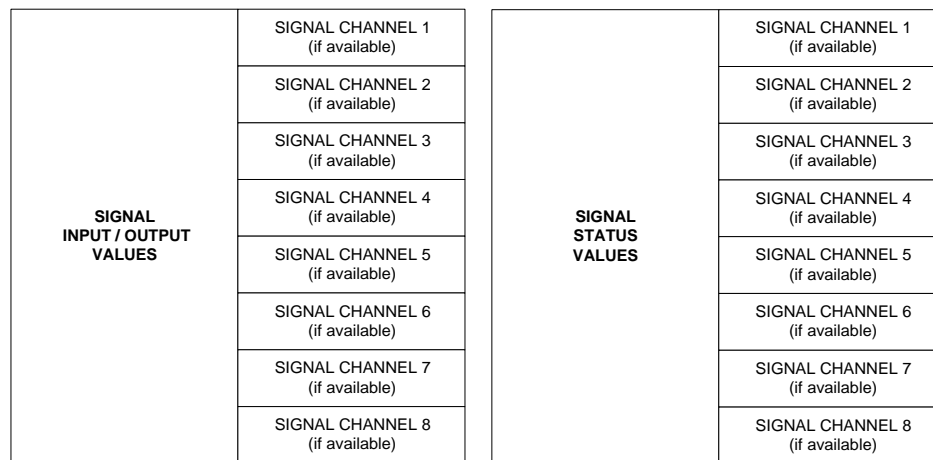 SIGNAL
INPUT / OUTPUT
VALUES
SIGNAL CHANNEL 1
(if available)
SIGNAL CHANNEL 2
(if available)
SIGNAL CHANNEL 3
(if available)
SIGNAL CHANNEL 4
(if available)
SIGNAL CHANNEL 5
(if available)
SIGNAL CHANNEL 6
(if available)
SIGNAL CHANNEL 7
(if available)
SIGNAL CHANNEL 8
(if available)
SIGNAL
STATUS
VALUES
SIGNAL CHANNEL 1
(if available)
SIGNAL CHANNEL 2
(if available)
SIGNAL CHANNEL 3
(if available)
SIGNAL CHANNEL 4
(if available)
SIGNAL CHANNEL 5
(if available)
SIGNAL CHANNEL 6
(if available)
SIGNAL CHANNEL 7
(if available)
SIGNAL CHANNEL 8
(if available)